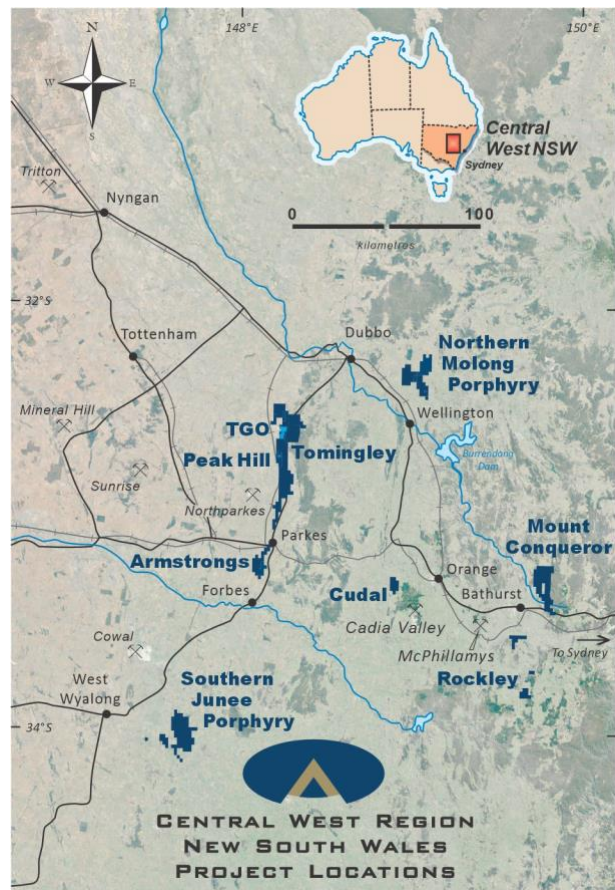 148°E
150°E
N
W
E
S
Central
West NSW
Sydney
0
100
kilometres
Tritton
Nyngan
32°S
Tottenham
Dubbo
Northern
Molong
Porphyry
Mineral Hill
TGO
Wellington
Peak Hill
Tomingley
Burrendong
Dam
Sunrise
Northparkes
Mount
Conqueror
Parkes
Armstrongs
Orange
Cudal
Bathurst
Forbes
Cadia Valley
Cowal
McPhillamys
To Sydney
West
Wyalong
Southern
Junee
Porphyry
Rockley
34°S
CENTRAL WEST REGION
NEW SOUTH WALES
PROJECT LOCATIONS